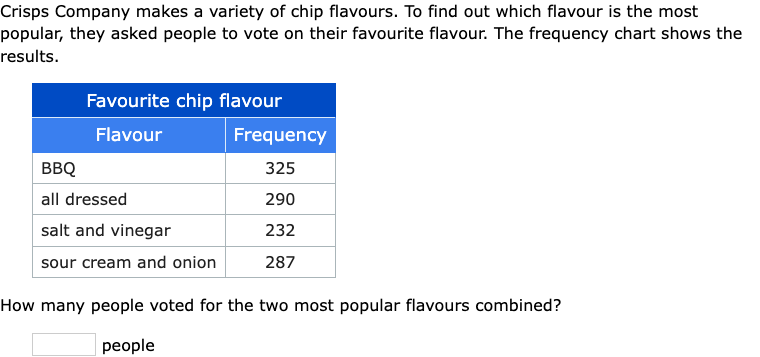 Crisps Company makes a variety of chip flavours. To find out which flavour is the most
popular, they asked people to vote on their favourite flavour. The frequency chart shows the
results.
Favourite chip flavour
Flavour Frequency
BBQ 325
all dressed 290
salt and vinegar 232
sour cream and onion 287
How many people voted for the two most popular flavours combined?
people